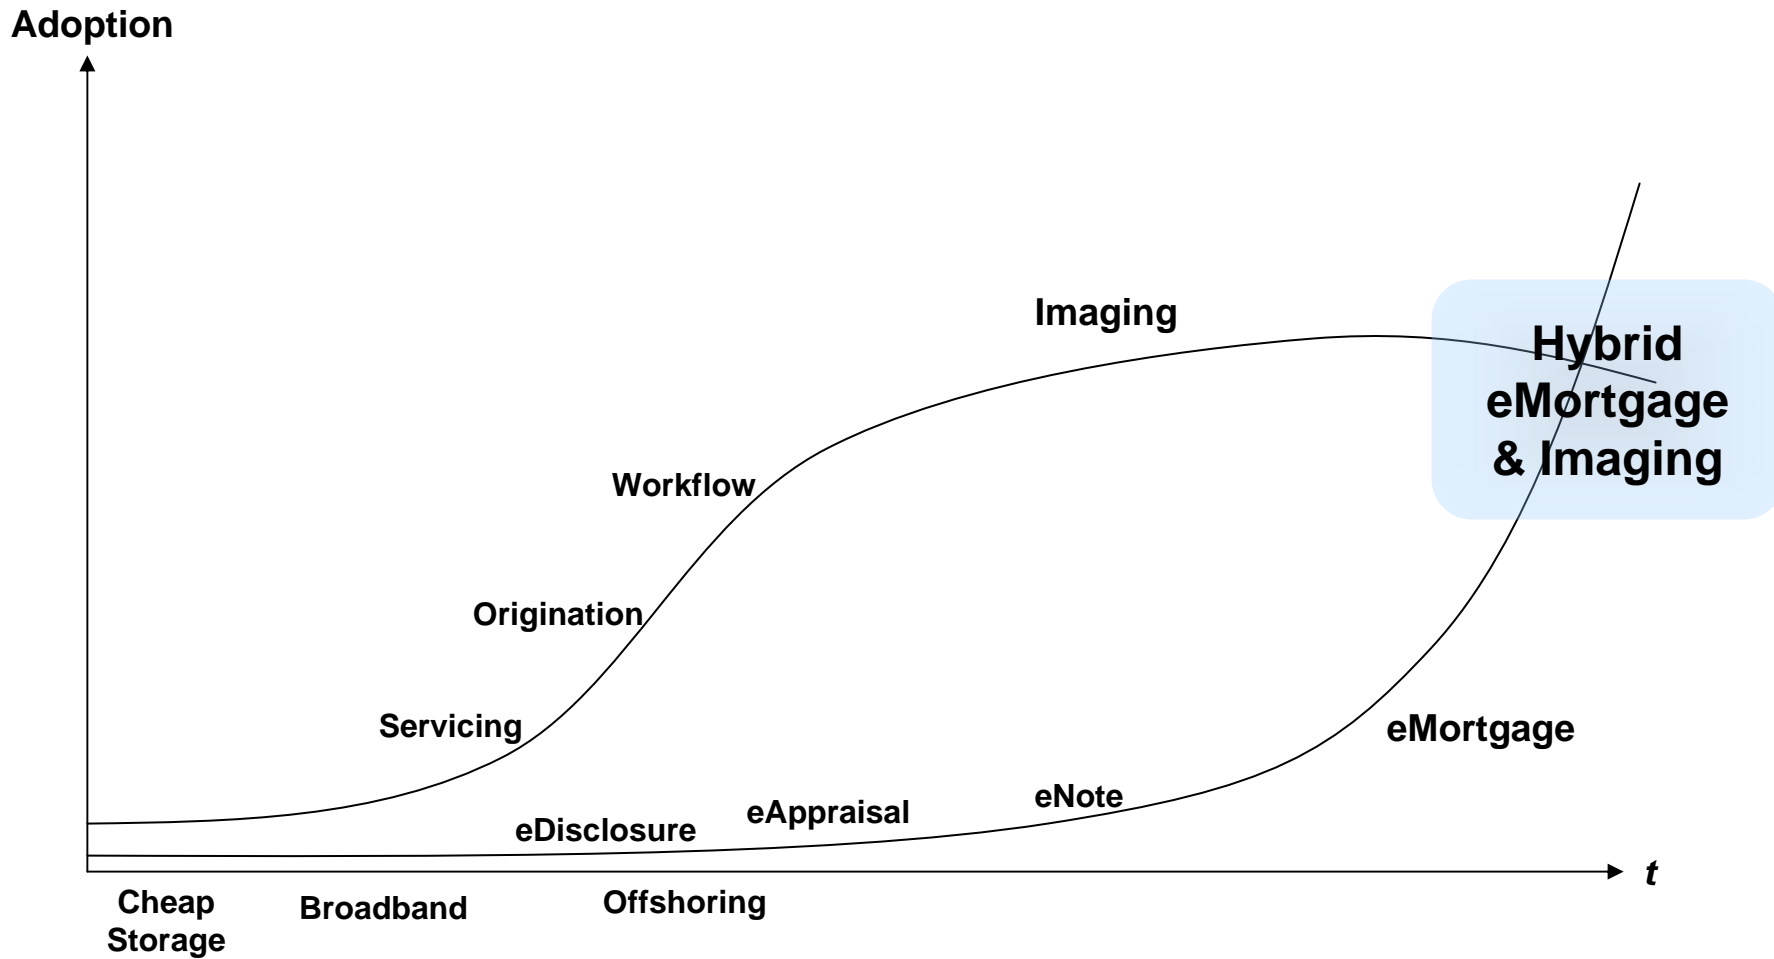 Adoption
Imaging
Hybrid
eMortgage
& Imaging
Workflow
Origination
Servicing
eMortgage
eNote
eAppraisal
eDisclosure
t
Cheap
Storage
Broadband
Offshoring